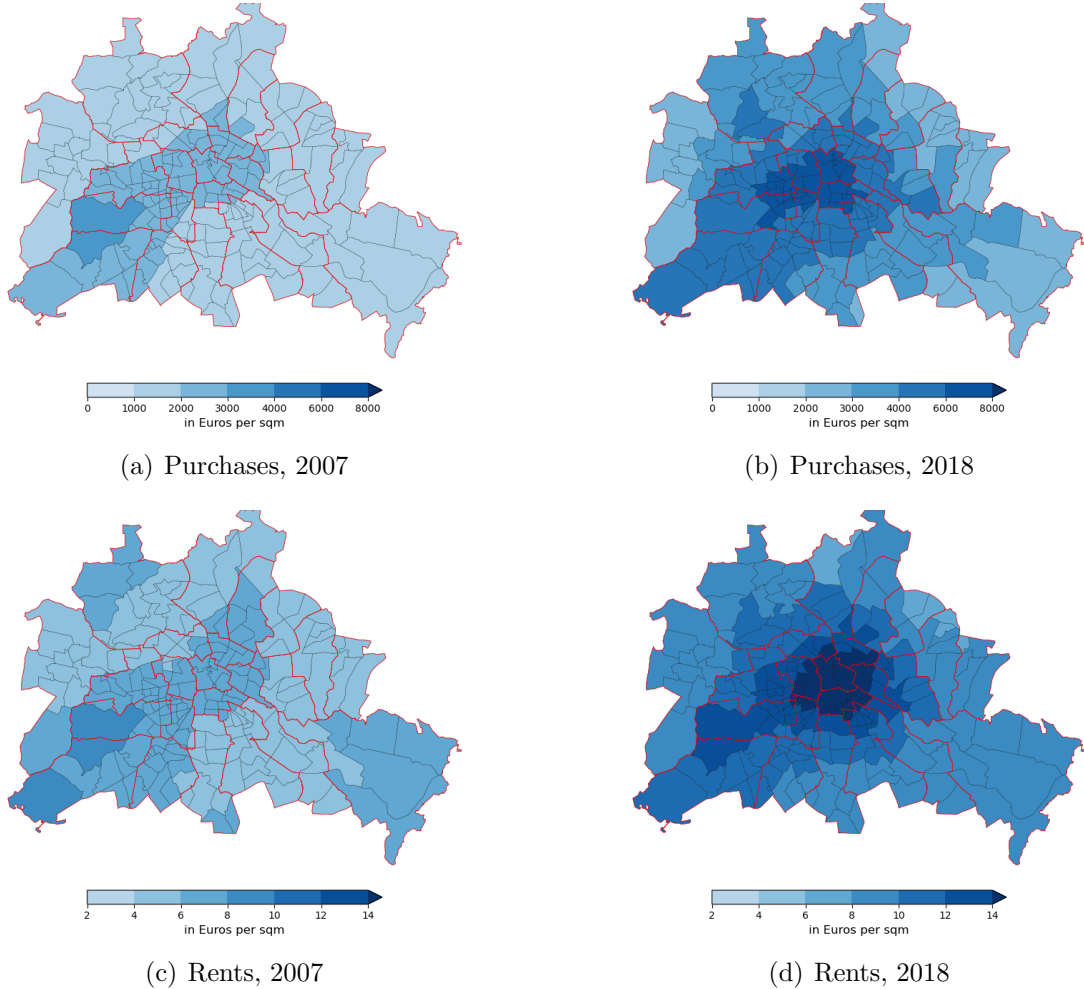 0 1000 2000 3000 4000 6000 8000
in Euros per sqm
(a) Purchases, 2007
0 1000 2000 3000 4000 6000 8000
in Euros per sqm
(b) Purchases, 2018
2 4 6 8 10 12 14
in Euros per sqm
(c) Rents, 2007
2 4 6 8 10 12 14
in Euros per sqm
(d) Rents, 2018